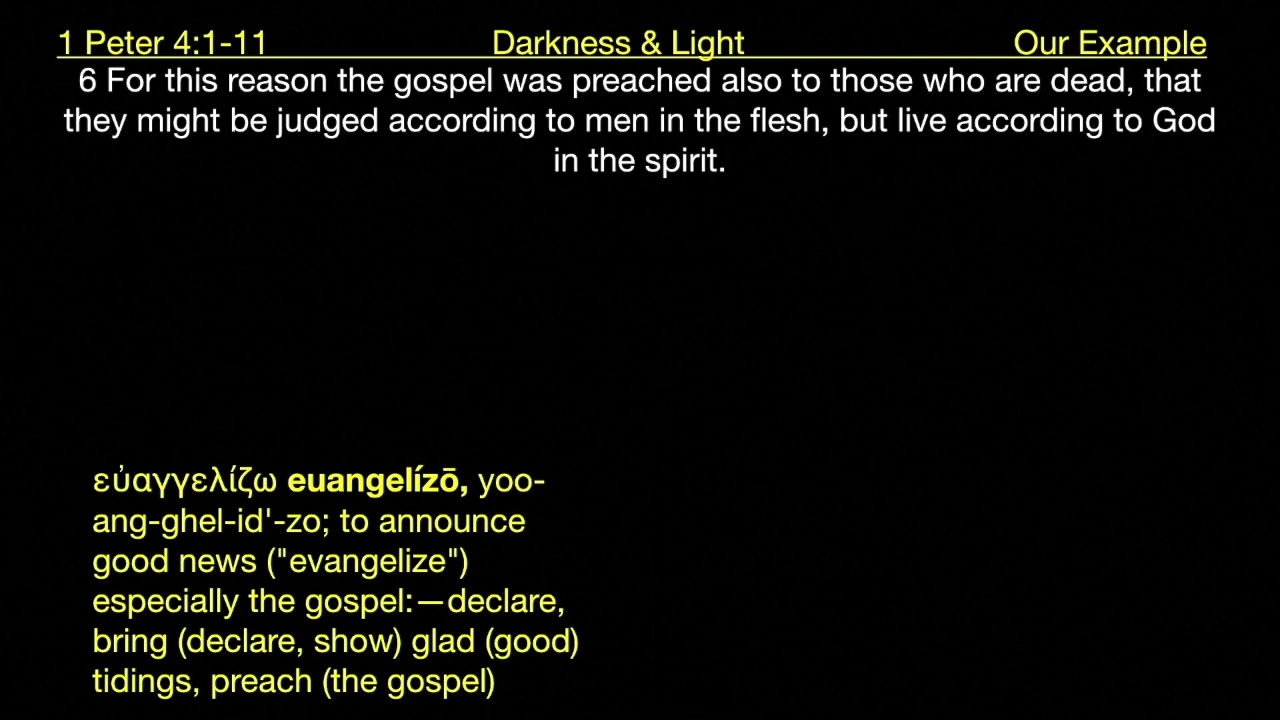 1 Peter 4:1-11 Darkness & Light Our Example
6 For this reason the gospel was preached also to those who are dead, that
they might be judged according to men in the flesh, but live according to God
in the spirit.
εὐαγγελίζω euangelízō, yoo-
ang-ghel-id'-zo; to announce
good news ("evangelize")
especially the gospel:—declare,
bring (declare, show) glad (good)
tidings, preach (the gospel)